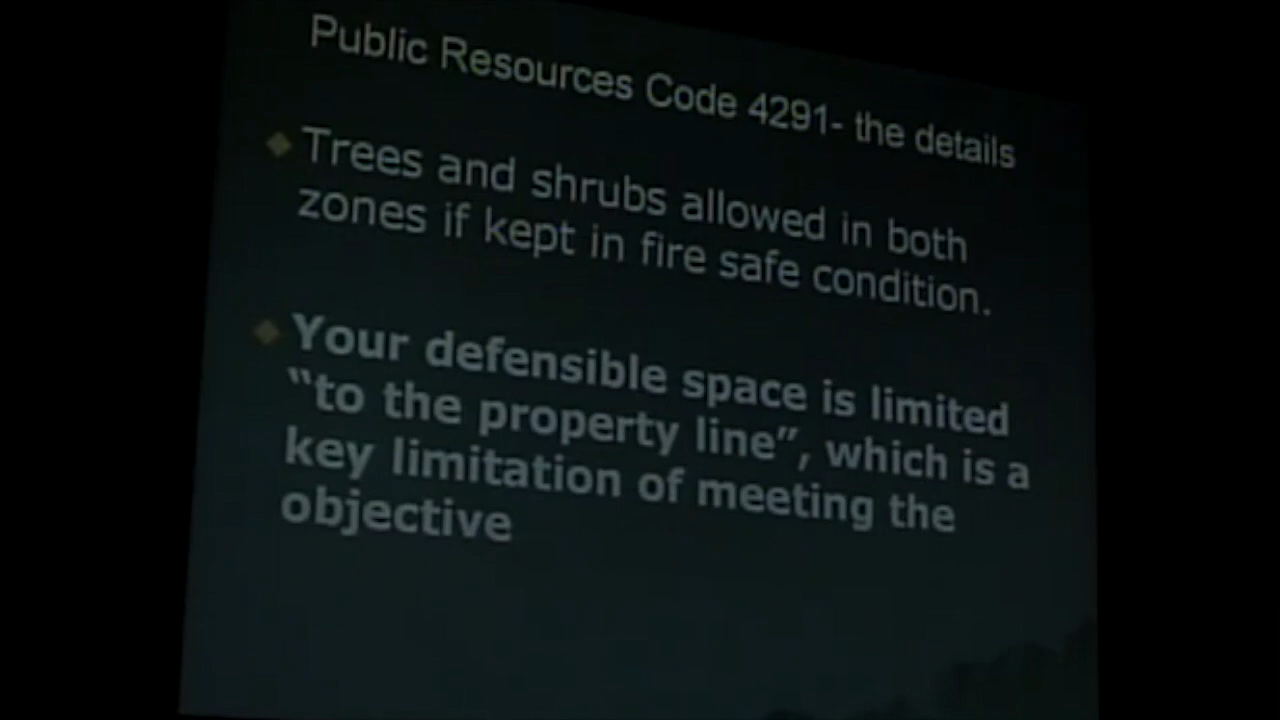 Public Resources Code 4291- the details
Trees and shrubs allowed in both
zones if kept in fire safe condition.
Your defensible space is limited
“to the property line”, which is a
key limitation of meeting the
objective